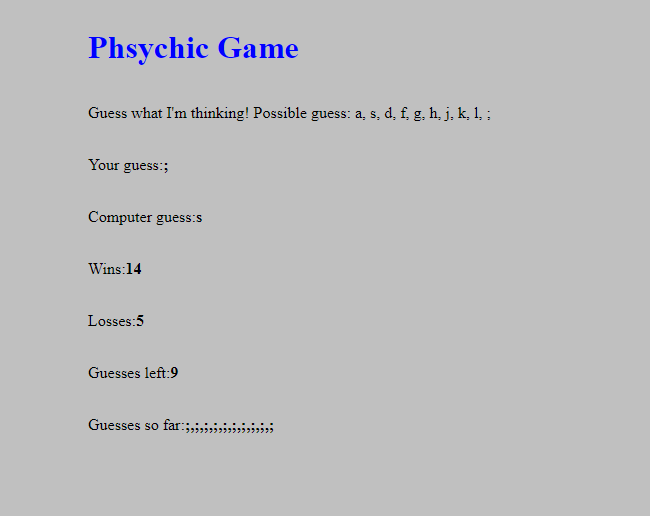 Phsychic Game
Guess what I'm thinking! Possible guess: a, s, d, f, g, h, j, k, l, ;
Your guess:;
Computer guess:s
Wins:14
Losses:5
Guesses left:9
Guesses so far:;,;,;,;,;,;,;,;,;,;